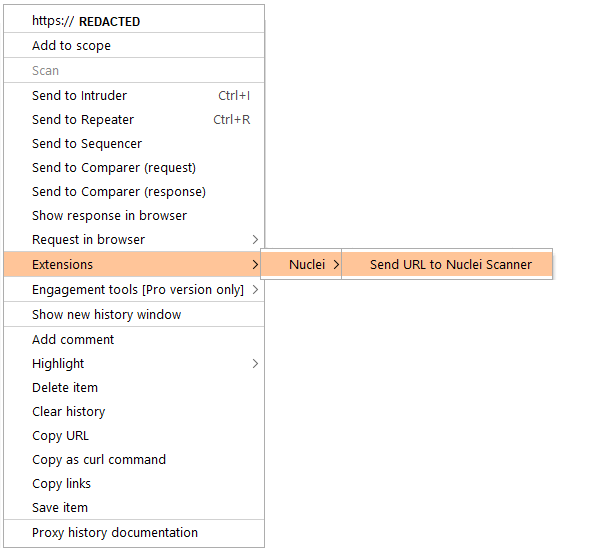 https:// REDACTED
Add to scope
Scan
Send to Intruder Ctrl+I
Send to Repeater Ctrl+R
Send to Sequencer
Send to Comparer (request)
Send to Comparer (response)
Show response in browser
Request in browser
Extensions Nuclei Send URL to Nuclei Scanner
Engagement tools [Pro version only]
Show new history window
Add comment
Highlight
Delete item
Clear history
Copy URL
Copy as curl command
Copy links
Save item
Proxy history documentation